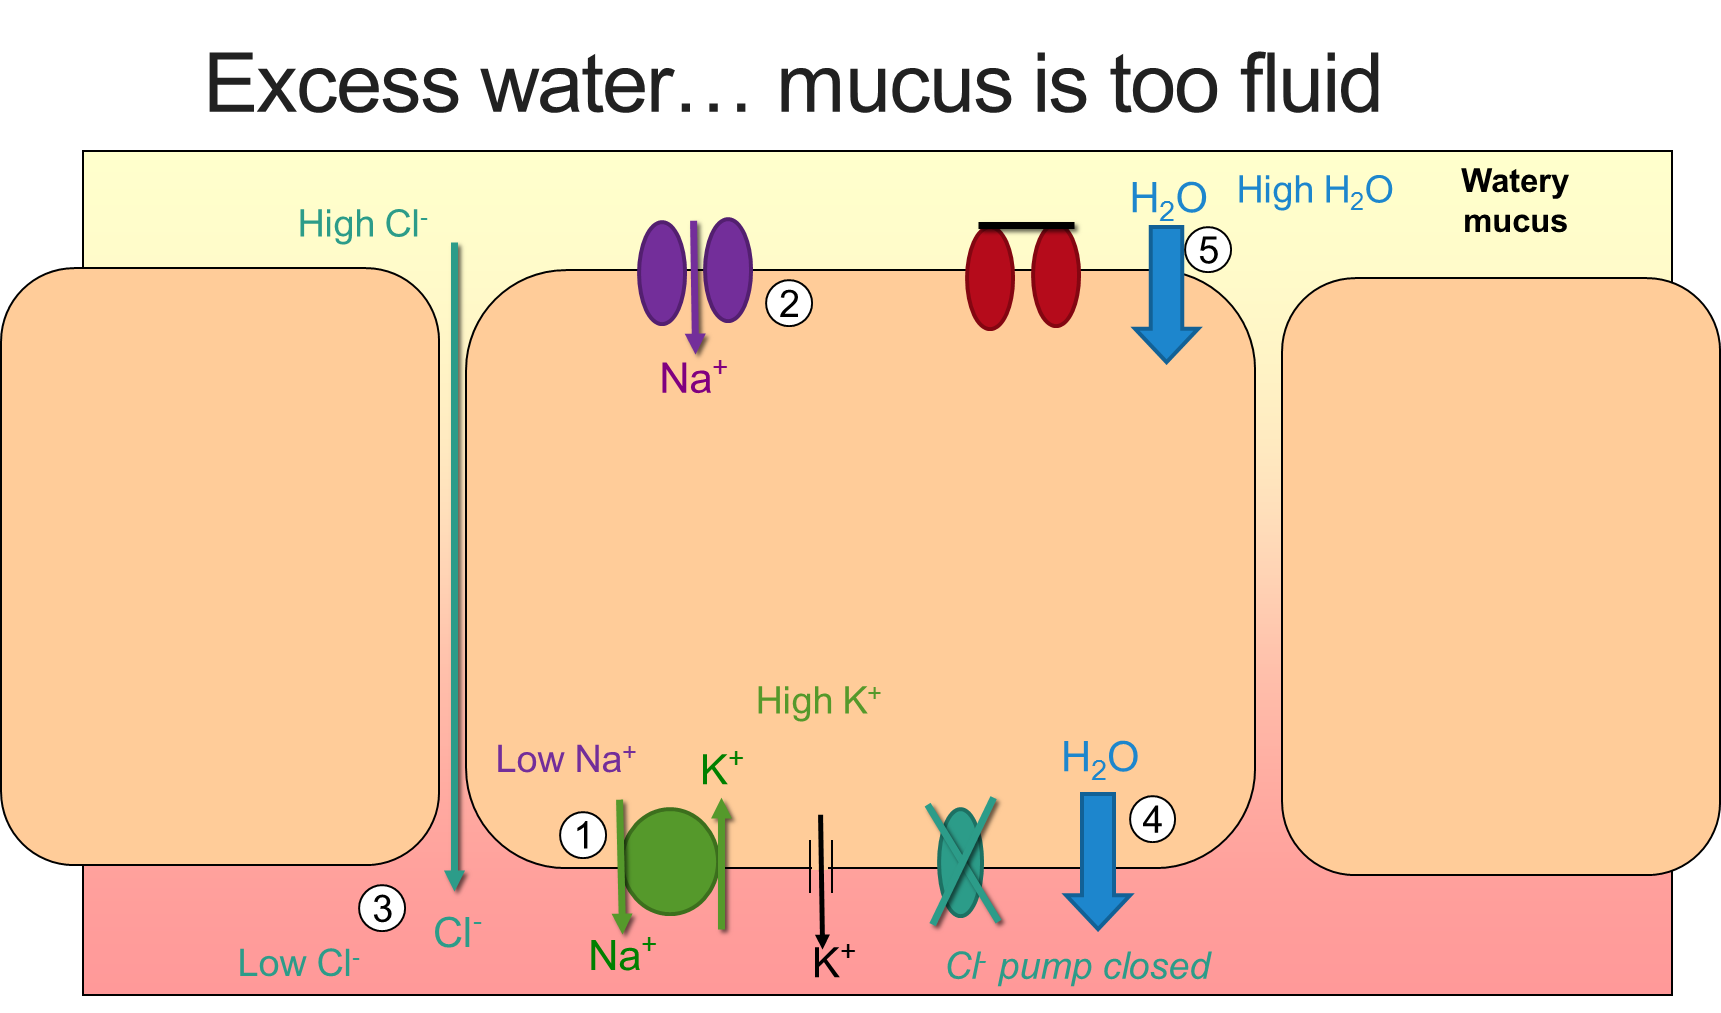 Excess water… mucus is too fluid
High Cl⁻
H₂O
High H₂O
Watery
mucus
5
2
Na⁺
High K⁺
Low Na⁺
K⁺
H₂O
1
4
3
Cl⁻
Low Cl⁻
Na⁺
K⁺
Cl⁻ pump closed